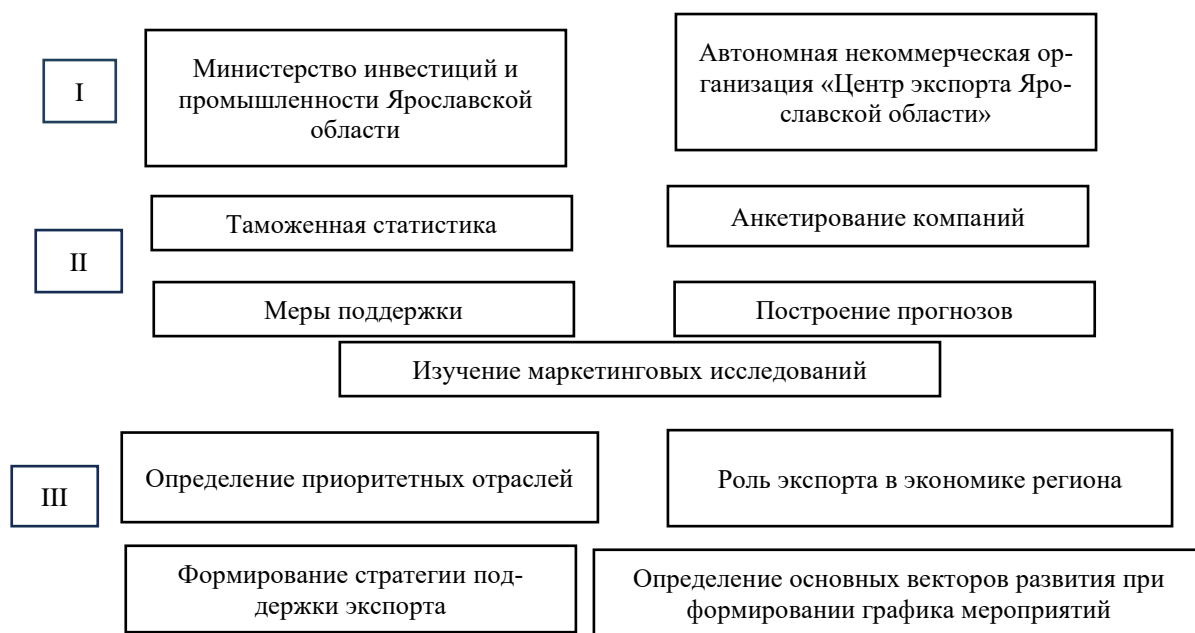 I
Министерство инвестиций и
промышленности Ярославской
области
Автономная некоммерческая ор-
ганизация «Центр экспорта Яро-
славской области»
II
Таможенная статистика
Анкетирование компаний
Меры поддержки
Построение прогнозов
Изучение маркетинговых исследований
III
Определение приоритетных отраслей
Роль экспорта в экономике региона
Формирование стратегии под-
держки экспорта
Определение основных векторов развития при
формировании графика мероприятий